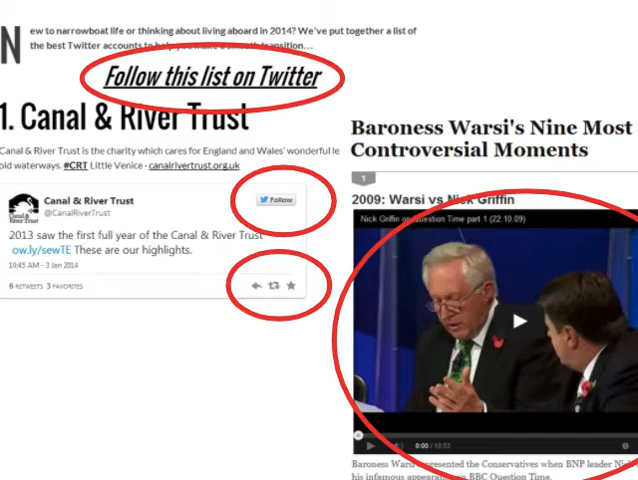 New to narrowboat life or thinking about living aboard in 2014? We've put together a list of
the best Twitter accounts to help you make a smooth transition...
Follow this list on Twitter
1. Canal & River Trust
Canal & River Trust is the charity which cares for England and Wales' wonderful
old waterways. #CRT Little Venice - canalrivertrust.org.uk
Canal & River Trust
@CanalRiverTrust
Follow
2013 saw the first full year of the Canal & River Trust
ow.ly/sewTE These are our highlights.
10:45 AM - 3 Jan 2014
6 RETWEETS 3 FAVORITES
Baroness Warsi's Nine Most
Controversial Moments
1
2009: Warsi vs Nick Griffin
Nick Griffin on Question Time part 1 (22.10.09)
0:00 / 10:53
Baroness Warsi represented the Conservatives when BNP leader Nick
his infamous appearance on BBC Question Time.